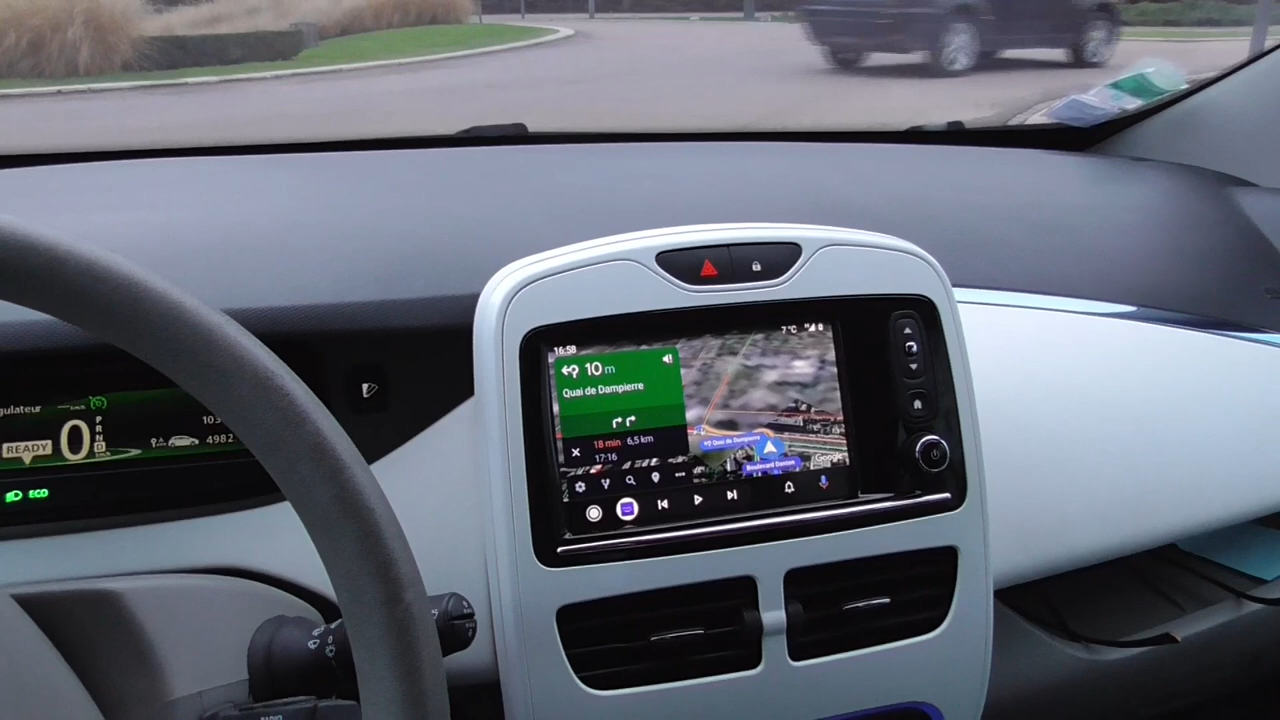 16:58
7 °C
10 m
Quai de Dampierre
18 min 6,5 km
17:16
Quai de Dampierre
Boulevard Danton
Google
gulateur
READY
0
P
R
N
D
103
4982
ECO